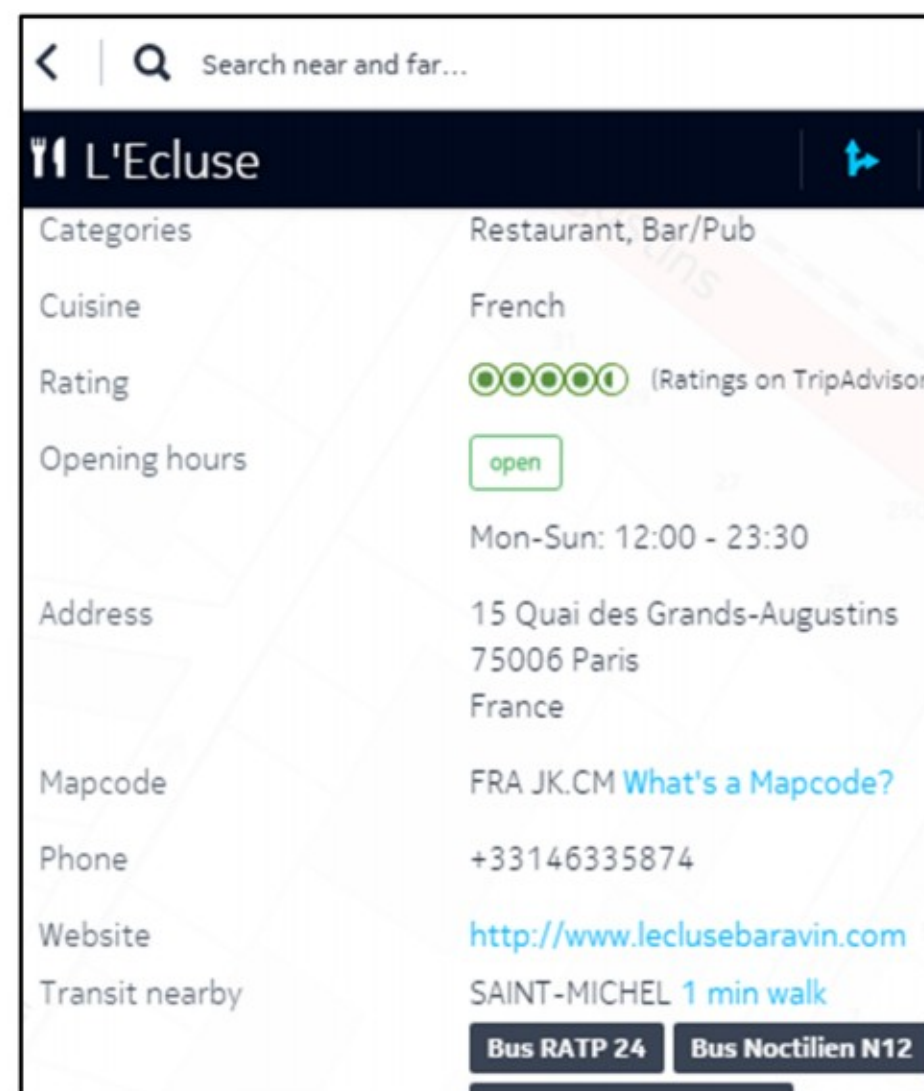 Search near and far...
L'Ecluse
Categories Restaurant, Bar/Pub
Cuisine French
Rating (Ratings on TripAdvisor
Opening hours open
Mon-Sun: 12:00 - 23:30
Address 15 Quai des Grands-Augustins
75006 Paris
France
Mapcode FRA JK.CM What's a Mapcode?
Phone +33146335874
Website http://www.leclusebaravin.com
Transit nearby SAINT-MICHEL 1 min walk
Bus RATP 24 Bus Noctilien N12